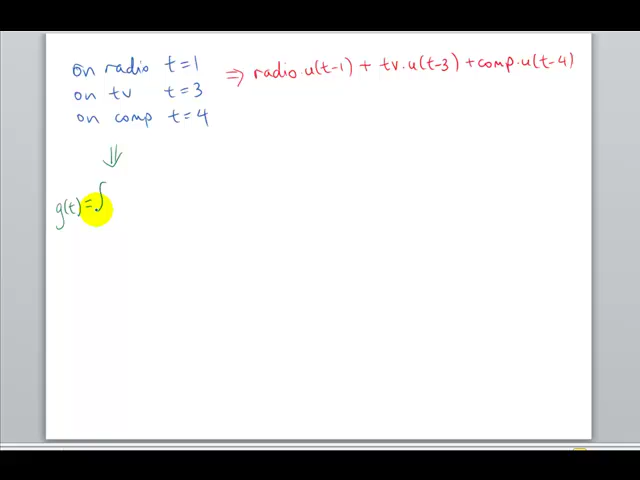 on radio t=1
⇒ radio·u(t-1) + tv·u(t-3) + comp·u(t-4)
on tv t=3
on comp t=4
⇓
g(t)=